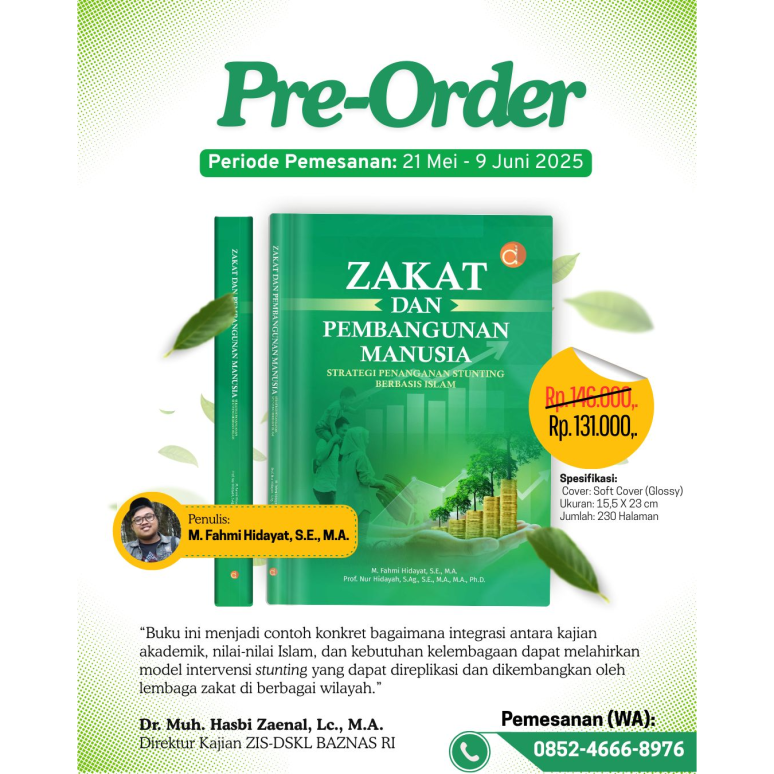 Pre-Order
Periode Pemesanan: 21 Mei - 9 Juni 2025
ZAKAT DAN PEMBANGUNAN MANUSIA
ZAKAT DAN PEMBANGUNAN MANUSIA
ZAKAT
DAN
PEMBANGUNAN
MANUSIA
STRATEGI PENANGANAN STUNTING
BERBASIS ISLAM
Rp.146.000,.
Rp.131.000,.
Spesifikasi:
Cover: Soft Cover (Glossy)
Ukuran: 15,5 X 23 cm
Jumlah: 230 Halaman
Penulis:
M. Fahmi Hidayat, S.E., M.A.
M. Fahmi Hidayat, S.E., M.A.
Prof. Nur Hidayah, S.Ag., S.E., M.A., M.A., Ph.D.
“Buku ini menjadi contoh konkret bagaimana integrasi antara kajian
akademik, nilai-nilai Islam, dan kebutuhan kelembagaan dapat melahirkan
model intervensi stunting yang dapat direplikasi dan dikembangkan oleh
lembaga zakat di berbagai wilayah.”
Dr. Muh. Hasbi Zaenal, Lc., M.A.
Direktur Kajian ZIS-DSKL BAZNAS RI
Pemesanan (WA):
0852-4666-8976